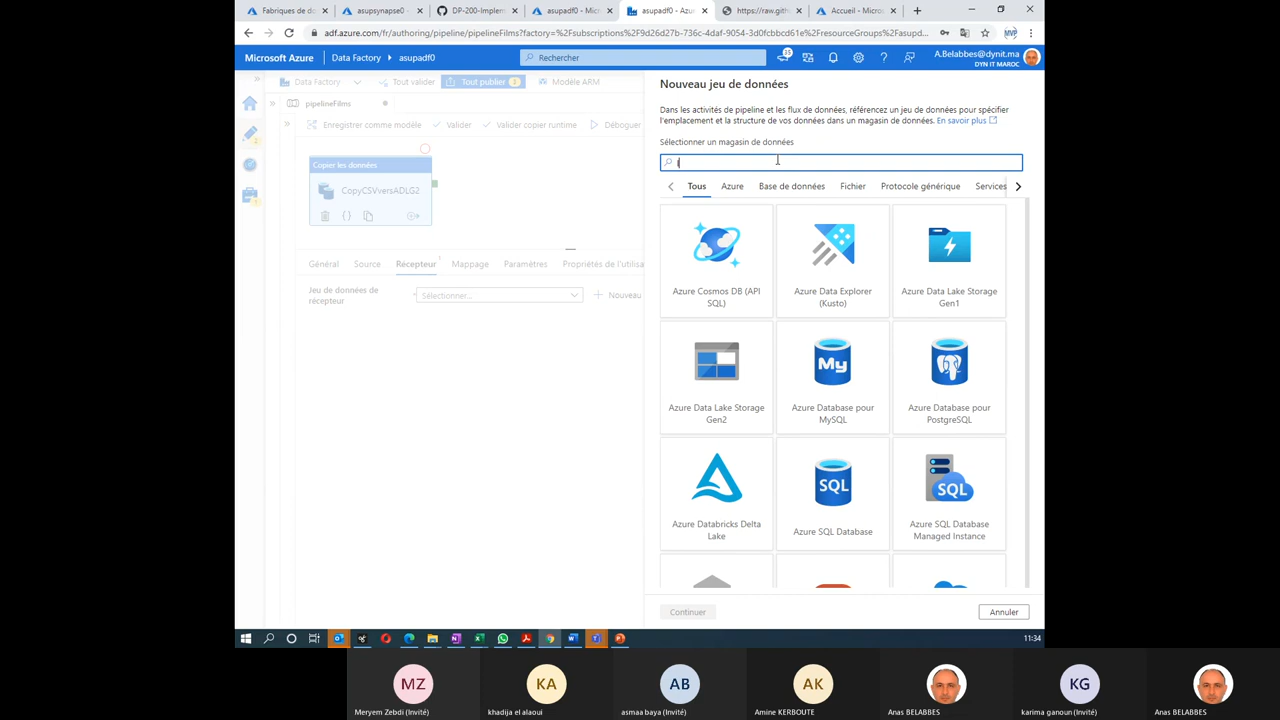 Fabriques de do
asupsynapse0
DP-200-Implem
asupadf0 - Micr
asupadf0 - Azu
https://raw.gith
Accueil - Micros
adf.azure.com/fr/authoring/pipeline/pipelineFilms?factory=%2Fsubscriptions%2F9d26d27b-736c-4daf-9054-3d0fcbbcd61e%2FresourceGroups%2Fasupd...
Microsoft Azure
Data Factory
asupadf0
Rechercher
35
A.Belabbes@dynit.ma
DYN IT MAROC
Data Factory
Tout valider
Tout publier
2
Modèle ARM
pipelineFilms
Enregistrer comme modèle
Valider
Valider copier runtime
Déboguer
Copier les données
CopyCSVversADLG2
Général
Source
Récepteur
1
Mappage
Paramètres
Propriétés de l'utilisa
Jeu de données de
récepteur
Sélectionner...
Nouveau
Nouveau jeu de données
Dans les activités de pipeline et les flux de données, référencez un jeu de données pour spécifier
l'emplacement et la structure de vos données dans un magasin de données. En savoir plus
Sélectionner un magasin de données
Tous
Azure
Base de données
Fichier
Protocole générique
Services
Azure Cosmos DB (API
SQL)
Azure Data Explorer
(Kusto)
Azure Data Lake Storage
Gen1
Azure Data Lake Storage
Gen2
My
Azure Database pour
MySQL
Azure Database pour
PostgreSQL
Azure Databricks Delta
Lake
SQL
Azure SQL Database
SQL
Azure SQL Database
Managed Instance
Continuer
Annuler
11:34
MZ
Meryem Zebdi (Invité)
KA
khadija el alaoui
AB
asmaa baya (Invité)
AK
Amine KERBOUTE
Anas BELABBES
KG
karima ganoun (Invité)
Anas BELABBES